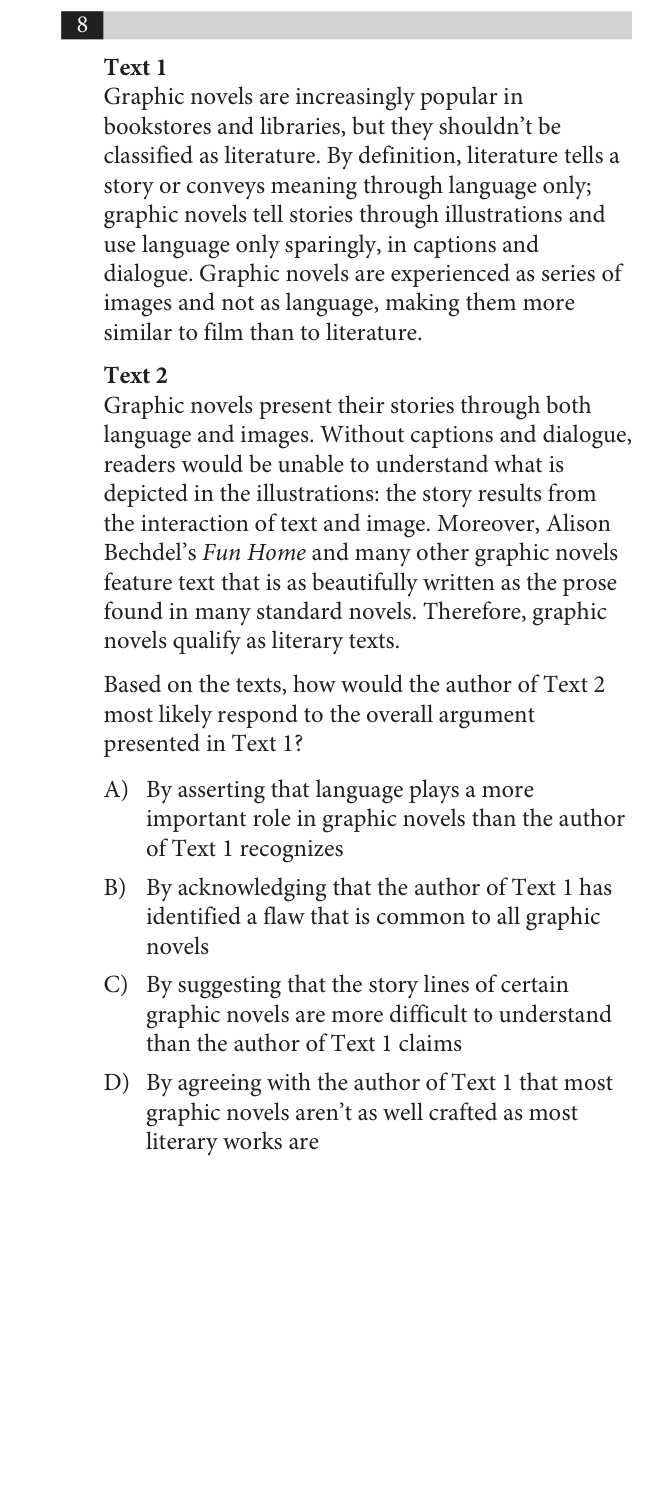 8
Text 1
Graphic novels are increasingly popular in
bookstores and libraries, but they shouldn’t be
classified as literature. By definition, literature tells a
story or conveys meaning through language only;
graphic novels tell stories through illustrations and
use language only sparingly, in captions and
dialogue. Graphic novels are experienced as series of
images and not as language, making them more
similar to film than to literature.
Text 2
Graphic novels present their stories through both
language and images. Without captions and dialogue,
readers would be unable to understand what is
depicted in the illustrations: the story results from
the interaction of text and image. Moreover, Alison
Bechdel’s Fun Home and many other graphic novels
feature text that is as beautifully written as the prose
found in many standard novels. Therefore, graphic
novels qualify as literary texts.
Based on the texts, how would the author of Text 2
most likely respond to the overall argument
presented in Text 1?
A) By asserting that language plays a more
important role in graphic novels than the author
of Text 1 recognizes
B) By acknowledging that the author of Text 1 has
identified a flaw that is common to all graphic
novels
C) By suggesting that the story lines of certain
graphic novels are more difficult to understand
than the author of Text 1 claims
D) By agreeing with the author of Text 1 that most
graphic novels aren’t as well crafted as most
literary works are